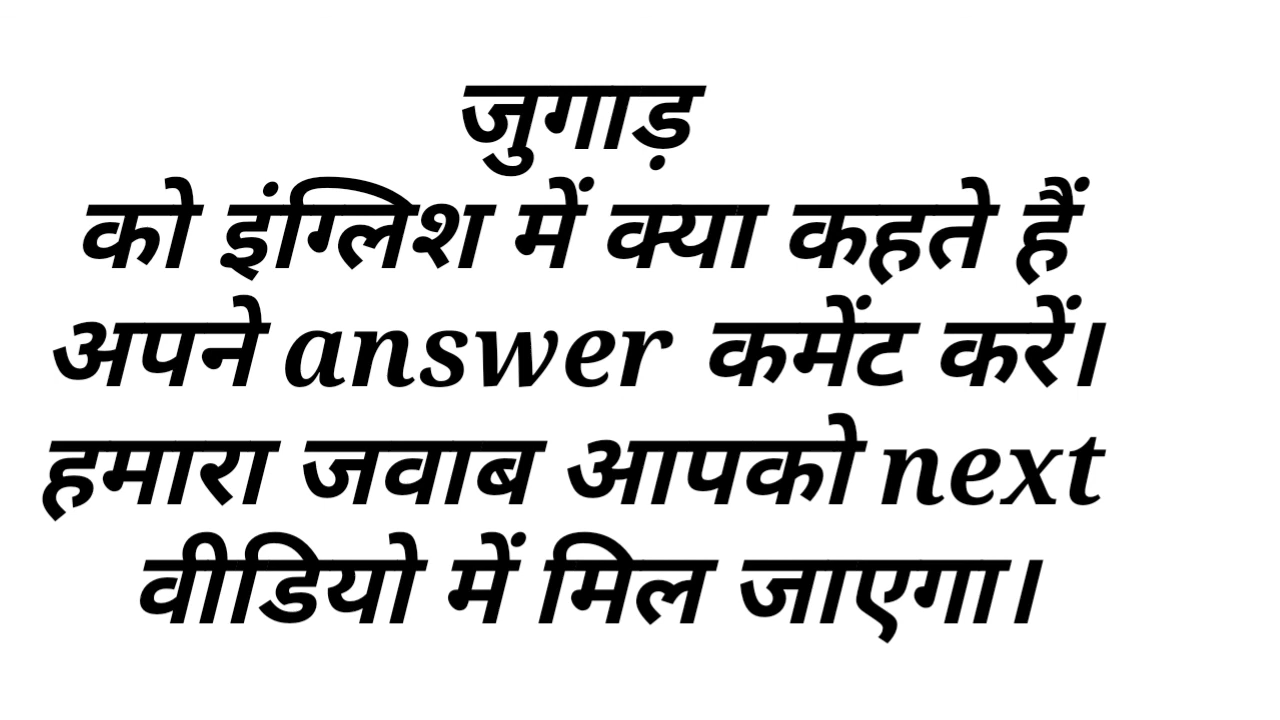 जुगाड़
को इंग्लिश में क्या कहते हैं
अपने answer कमेंट करें।
हमारा जवाब आपको next
वीडियो में मिल जाएगा।